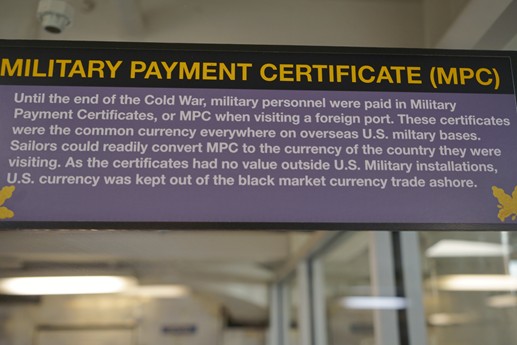 MILITARY PAYMENT CERTIFICATE (MPC)
Until the end of the Cold War, military personnel were paid in Military
Payment Certificates, or MPC when visiting a foreign port. These certificates
were the common currency everywhere on overseas U.S. miltary bases.
Sailors could readily convert MPC to the currency of the country they were
visiting. As the certificates had no value outside U.S. Military installations,
U.S. currency was kept out of the black market currency trade ashore.